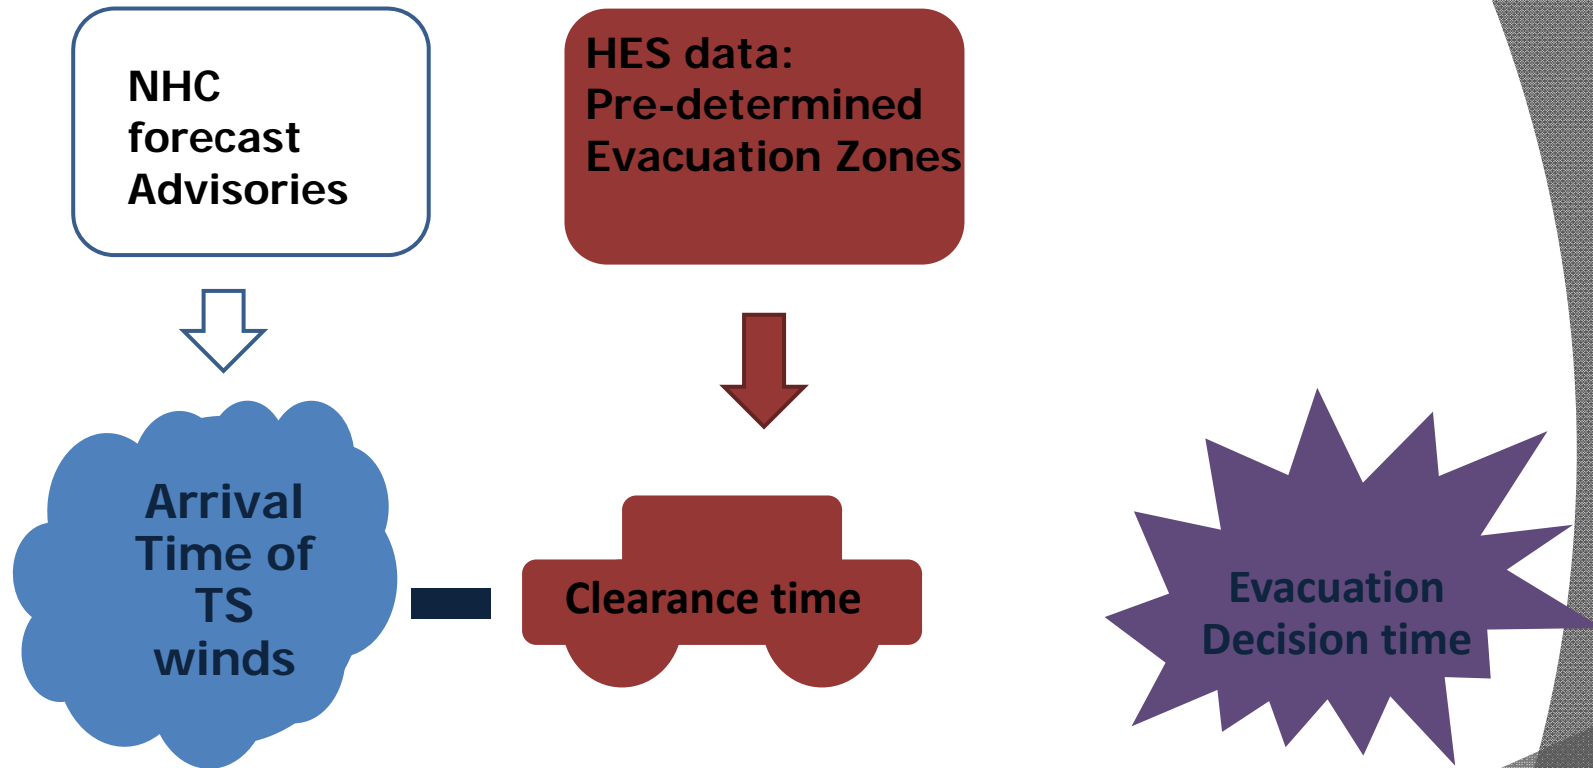 NHC
forecast
Advisories
HES data:
Pre-determined
Evacuation Zones
Arrival
Time of
TS
winds
Clearance time
Evacuation
Decision time